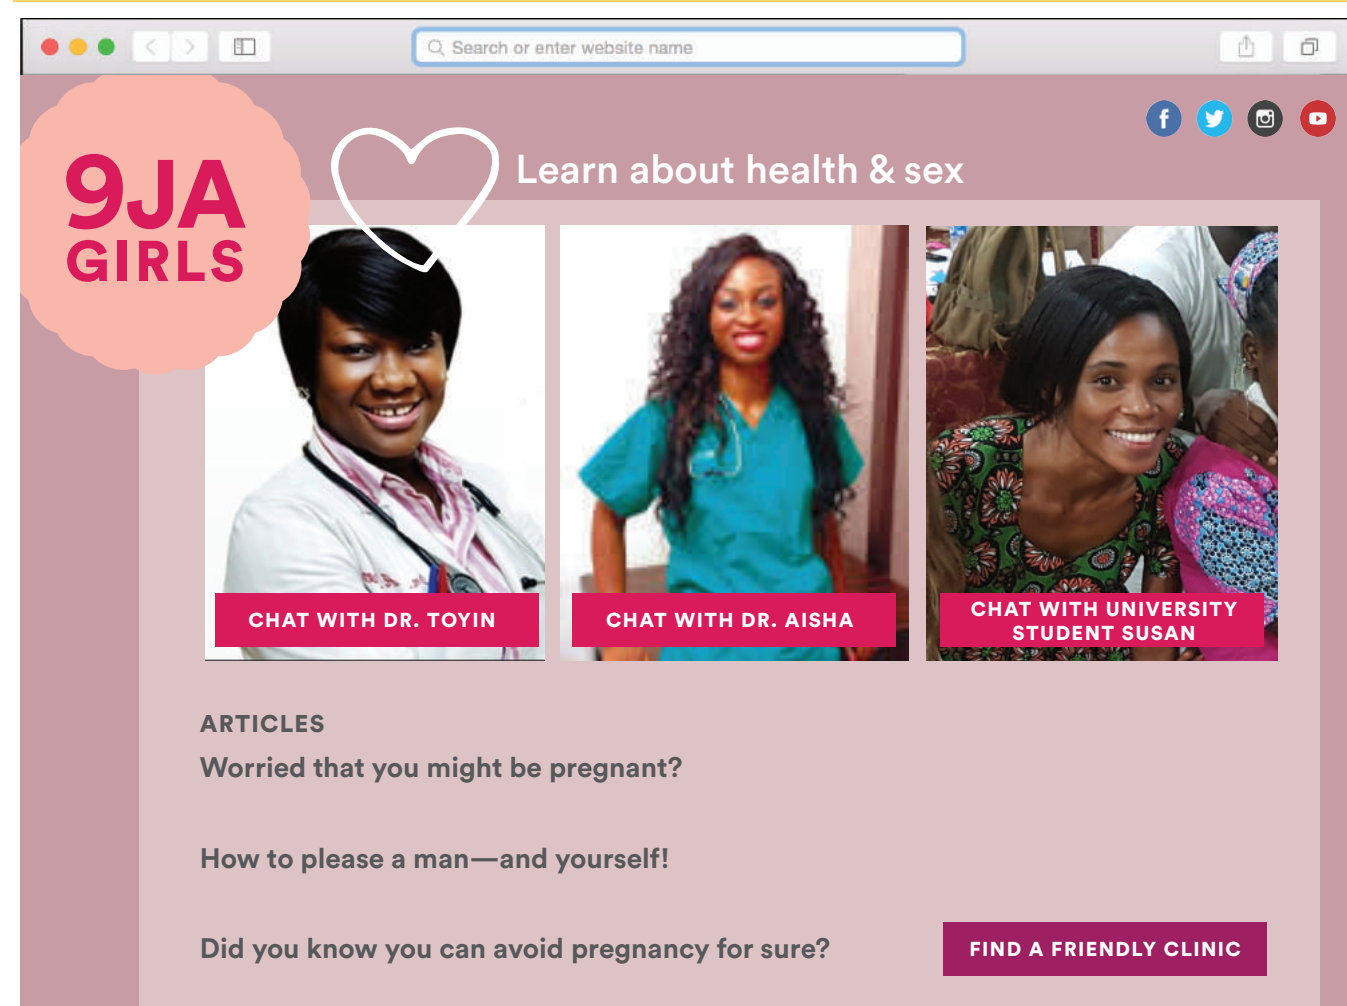 Search or enter website name
9JA
GIRLS
Learn about health & sex
CHAT WITH DR. TOYIN
CHAT WITH DR. AISHA
CHAT WITH UNIVERSITY
STUDENT SUSAN
ARTICLES
Worried that you might be pregnant?
How to please a man—and yourself!
Did you know you can avoid pregnancy for sure?
FIND A FRIENDLY CLINIC